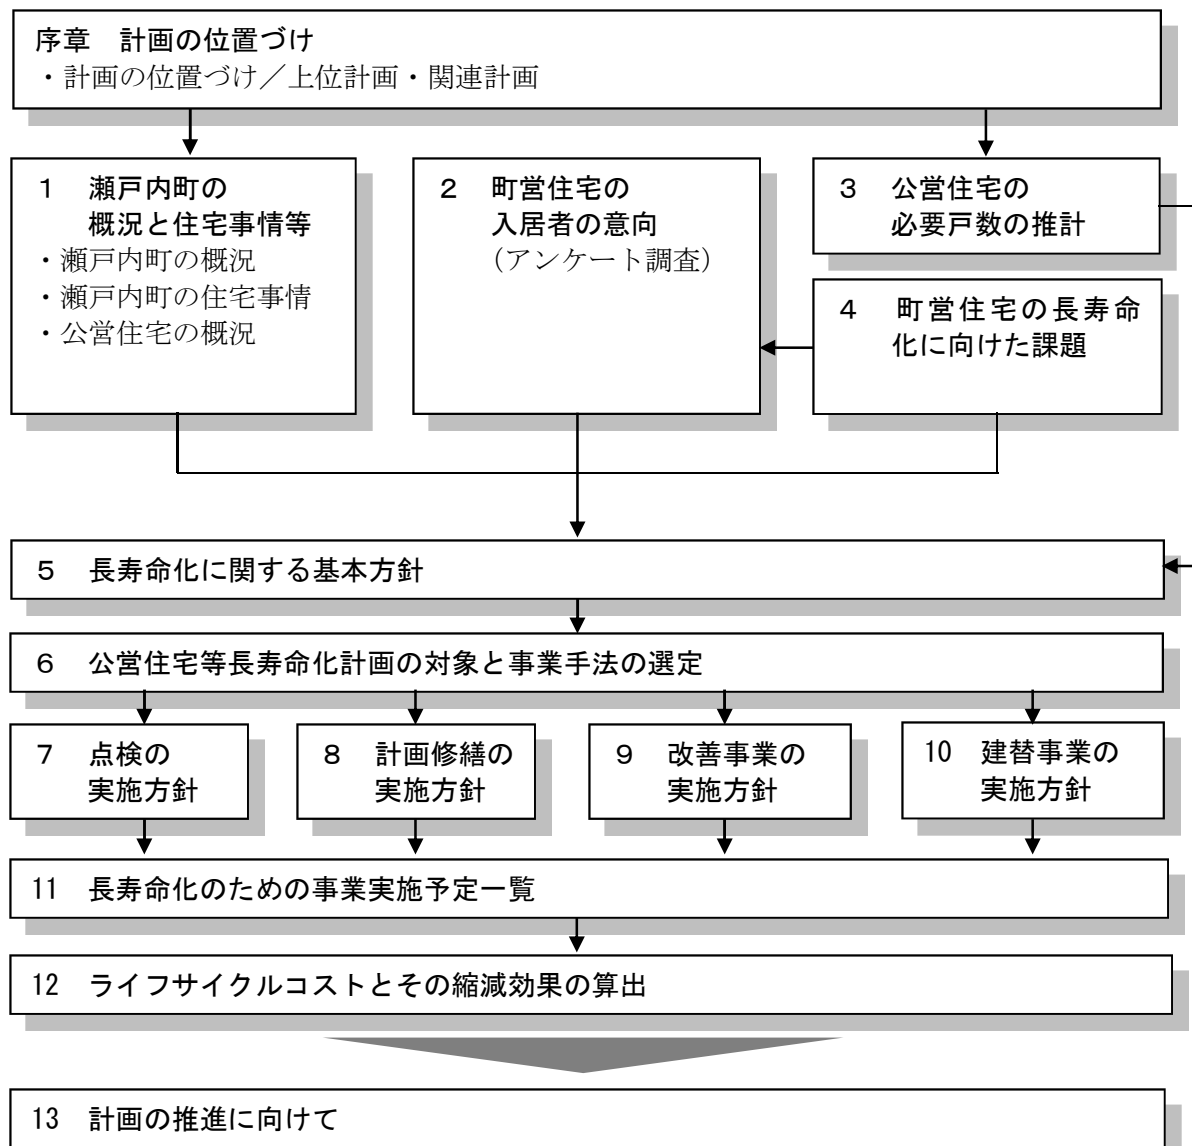 序章　計画の位置づけ
・計画の位置づけ／上位計画・関連計画
1　瀬戸内町の
概況と住宅事情等
・瀬戸内町の概況
・瀬戸内町の住宅事情
・公営住宅の概況
2　町営住宅の
入居者の意向
（アンケート調査）
3　公営住宅の
必要戸数の推計
4　町営住宅の長寿命
化に向けた課題
5　長寿命化に関する基本方針
6　公営住宅等長寿命化計画の対象と事業手法の選定
7　点検の
実施方針
8　計画修繕の
実施方針
9　改善事業の
実施方針
10　建替事業の
実施方針
11　長寿命化のための事業実施予定一覧
12　ライフサイクルコストとその縮減効果の算出
13　計画の推進に向けて